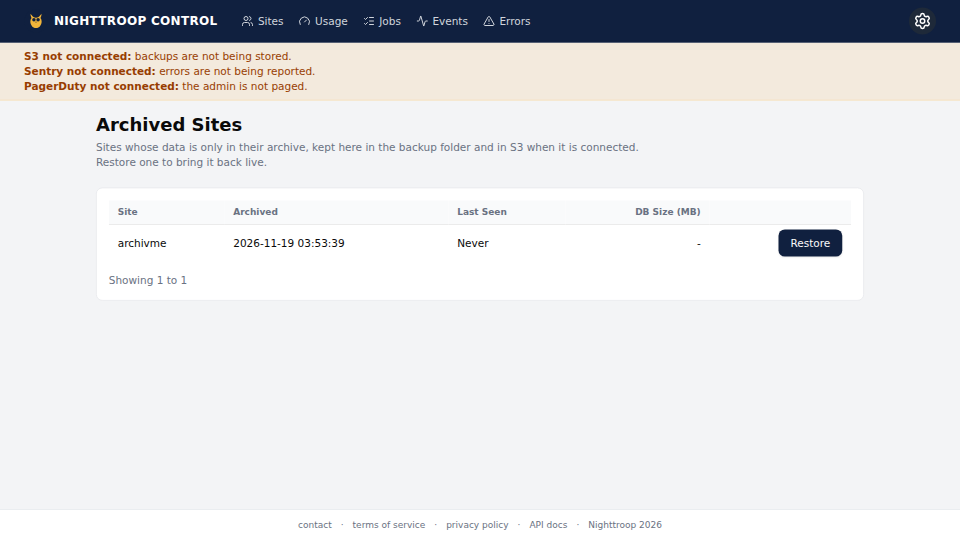 NIGHTTROOP CONTROL Sites Usage Jobs Events Errors
S3 not connected: backups are not being stored.
Sentry not connected: errors are not being reported.
PagerDuty not connected: the admin is not paged.
Archived Sites
Sites whose data is only in their archive, kept here in the backup folder and in S3 when it is connected.
Restore one to bring it back live.
Site Archived Last Seen DB Size (MB)
archivme 2026-11-19 03:53:39 Never - Restore
Showing 1 to 1
contact · terms of service · privacy policy · API docs · Nighttroop 2026